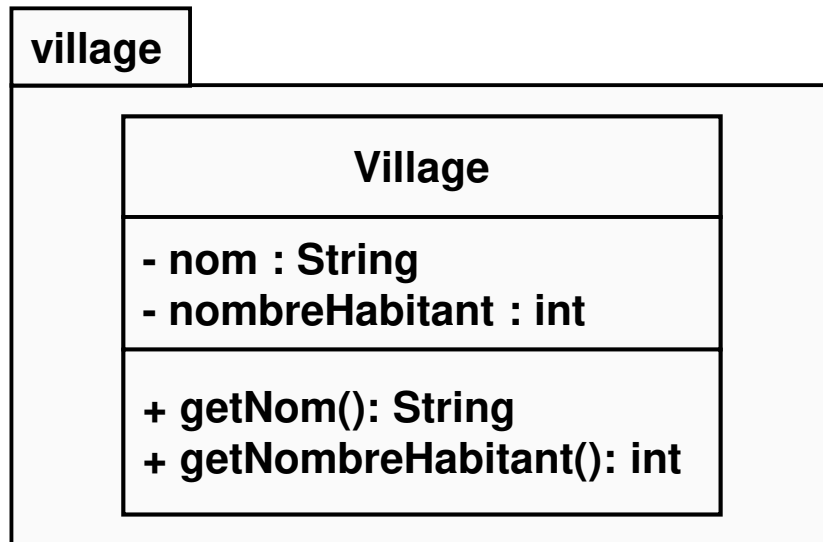 village
Village
- nom : String
- nombreHabitant : int
+ getNom(): String
+ getNombreHabitant(): int